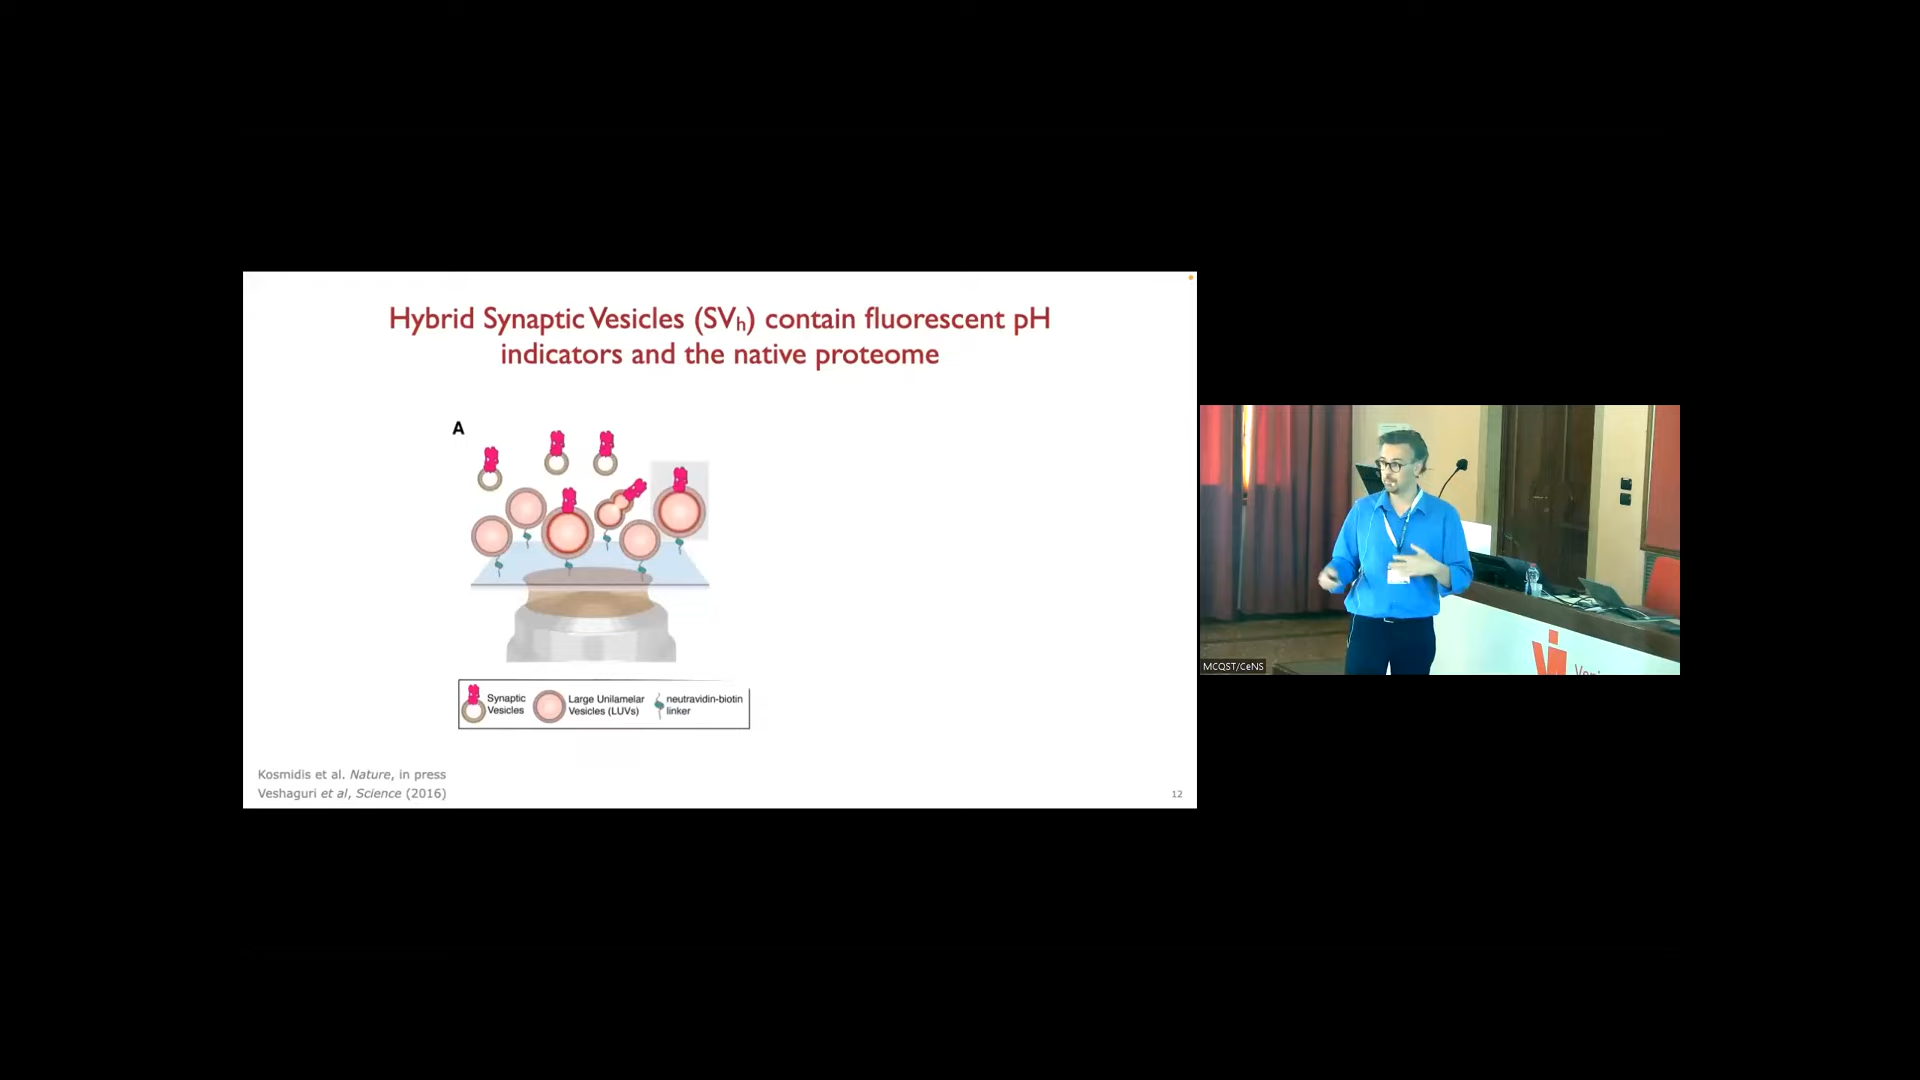 Hybrid Synaptic Vesicles (SVh) contain fluorescent pH
indicators and the native proteome
A
Synaptic
Vesicles
Large Unilamelar
Vesicles (LUVs)
neutravidin-biotin
linker
Kosmidis et al. Nature, in press
Veshaguri et al, Science (2016)
12
MCQST/CeNS